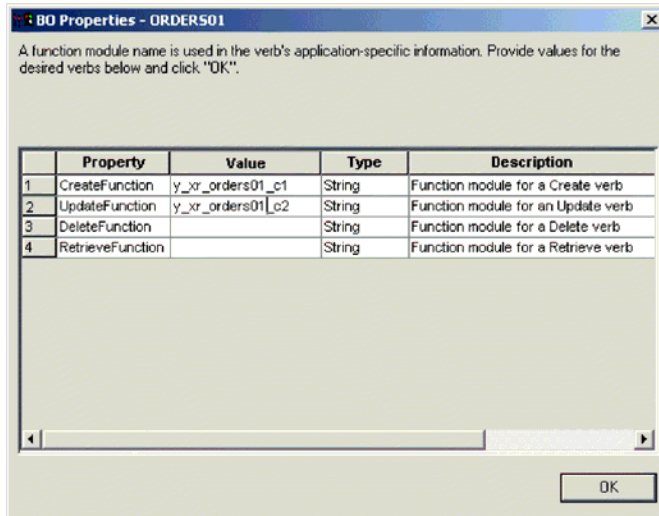 BO Properties - ORDERS01
A function module name is used in the verb's application-specific information. Provide values for the
desired verbs below and click "OK".
Property Value Type Description
1 CreateFunction y_xr_orders01_c1 String Function module for a Create verb
2 UpdateFunction y_xr_orders01_c2 String Function module for an Update verb
3 DeleteFunction String Function module for a Delete verb
4 RetrieveFunction String Function module for a Retrieve verb
OK